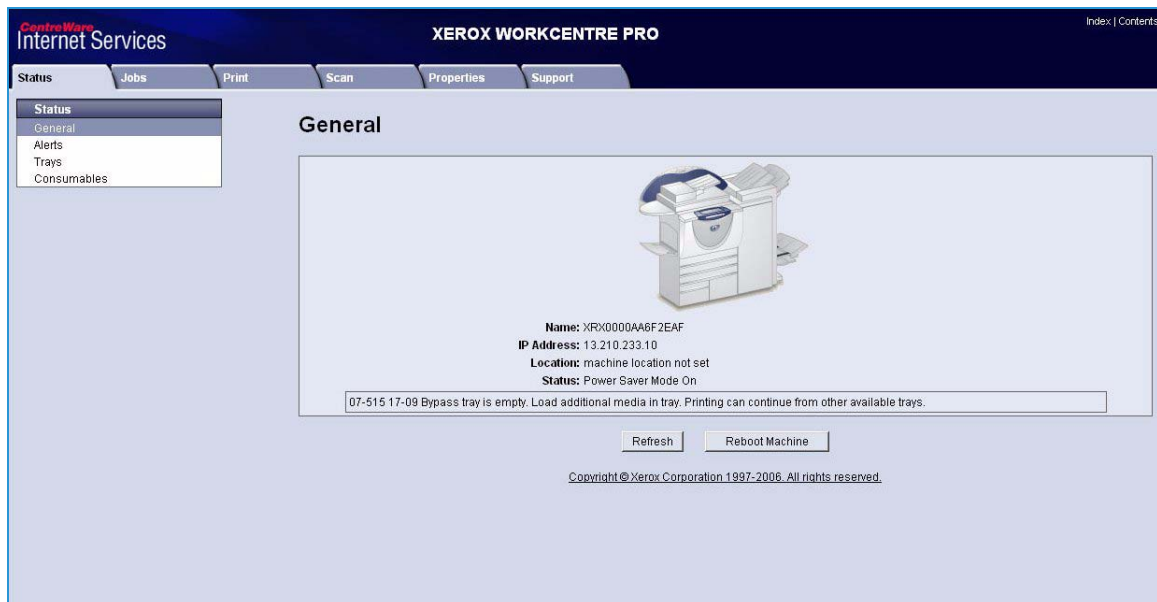 CentreWare
Internet Services
XEROX WORKCENTRE PRO
Index | Contents
Status
Jobs
Print
Scan
Properties
Support
Status
General
Alerts
Trays
Consumables
General
Name: XRX0000AA6F2EAF
IP Address: 13.210.233.10
Location: machine location not set
Status: Power Saver Mode On
07-515 17-09 Bypass tray is empty. Load additional media in tray. Printing can continue from other available trays.
Refresh
Reboot Machine
Copyright © Xerox Corporation 1997-2006. All rights reserved.